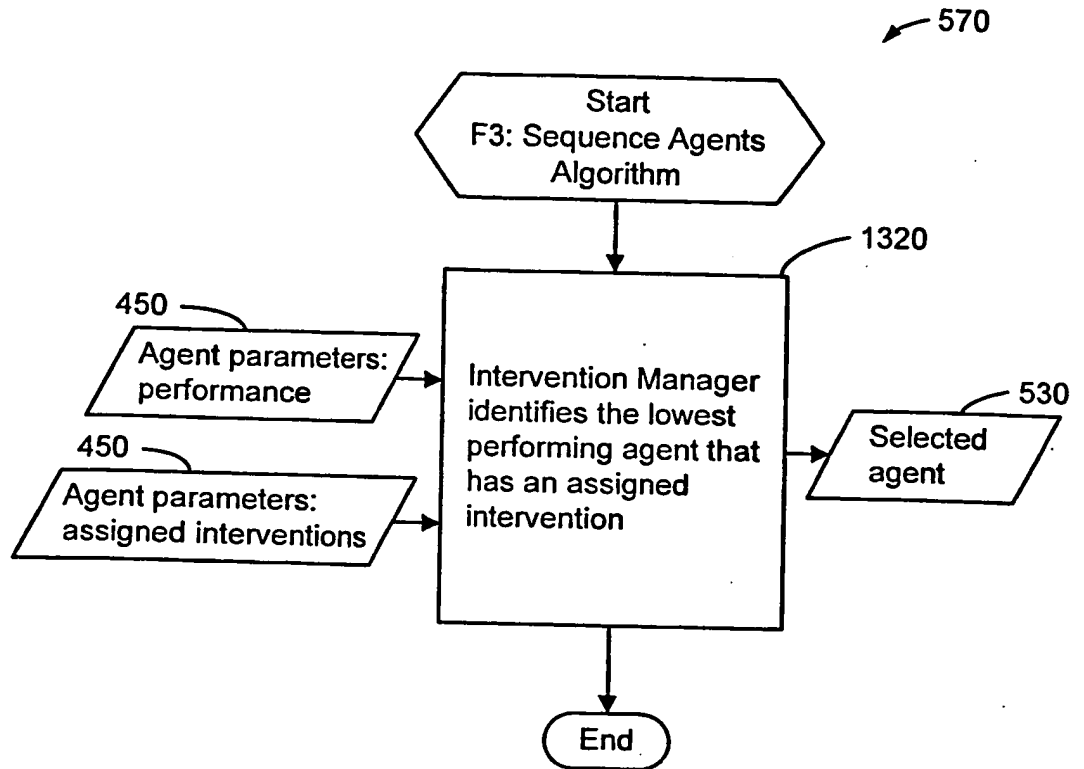 570
Start
F3: Sequence Agents
Algorithm
1320
450
Agent parameters:
performance
450
Agent parameters:
assigned interventions
Intervention Manager
identifies the lowest
performing agent that
has an assigned
intervention
530
Selected
agent
End